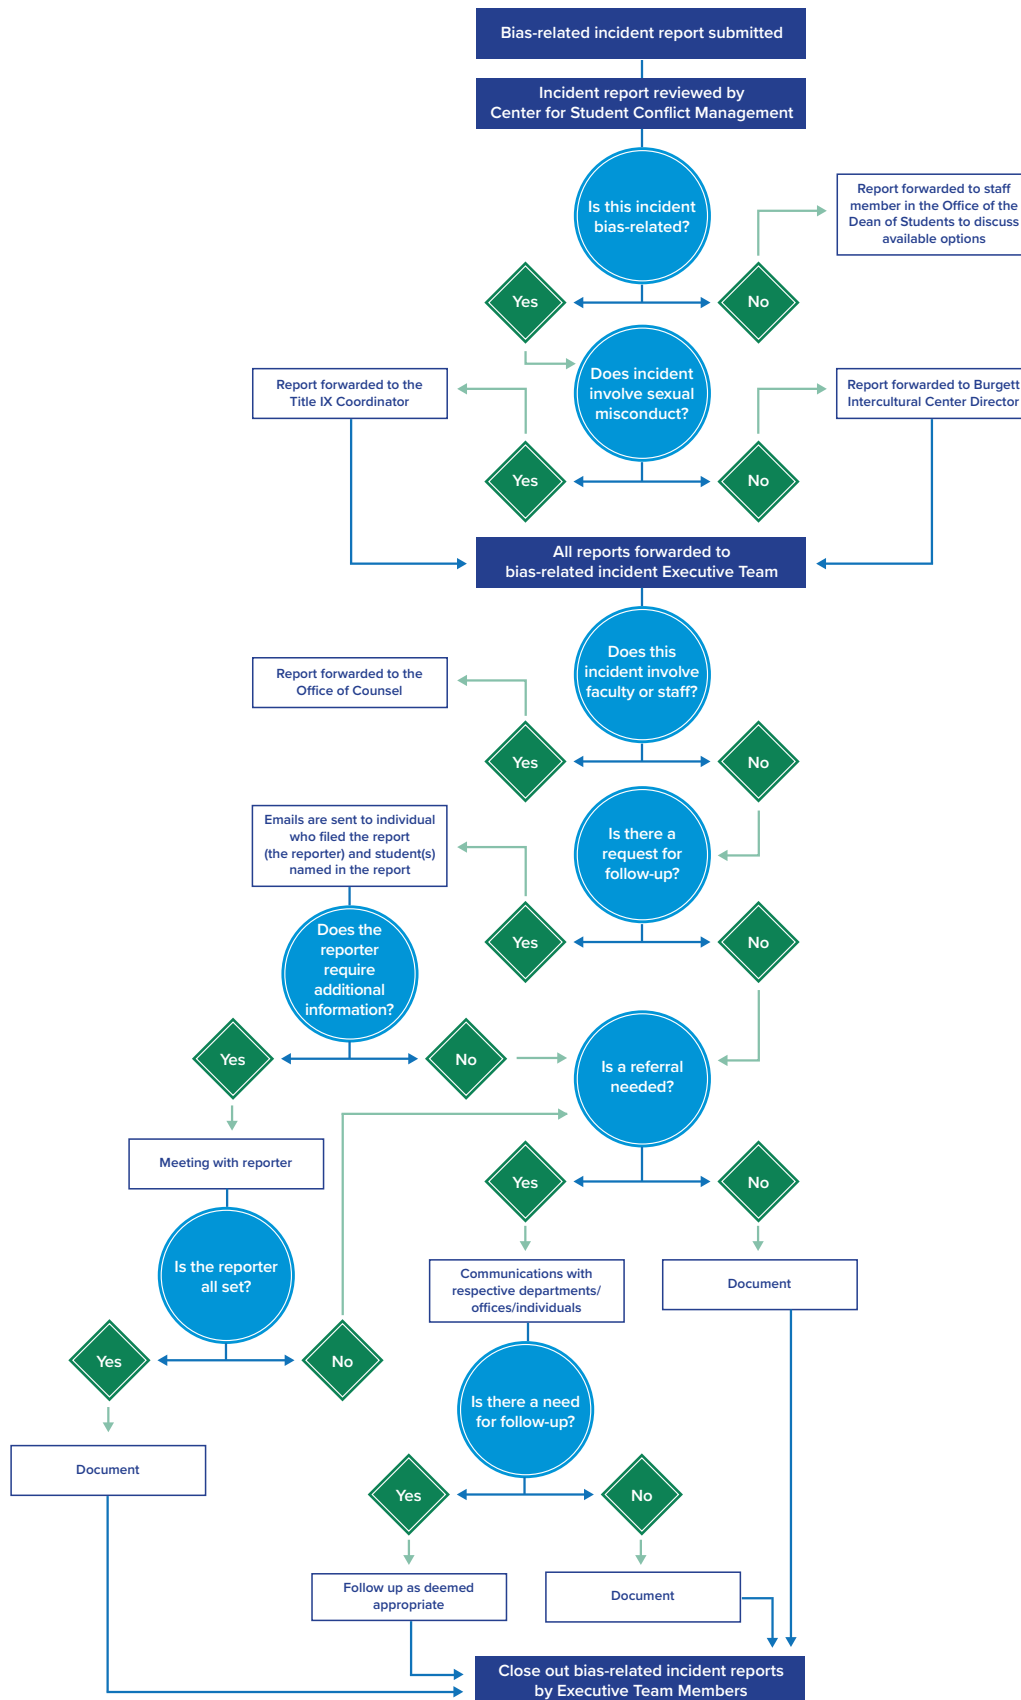 Bias-related incident report submitted
Incident report reviewed by
Center for Student Conflict Management
Is this incident
bias-related?
Report forwarded to staff
member in the Office of the
Dean of Students to discuss
available options
Yes
No
Does incident
involve sexual
misconduct?
Report forwarded to the
Title IX Coordinator
Report forwarded to Burgett
Intercultural Center Director
Yes
No
All reports forwarded to
bias-related incident Executive Team
Does this
incident involve
faculty or staff?
Report forwarded to the
Office of Counsel
Yes
No
Is there a
request for
follow-up?
Emails are sent to individual
who filed the report
(the reporter) and student(s)
named in the report
Yes
No
Does the
reporter
require
additional
information?
Yes
No
Is a referral
needed?
Meeting with reporter
Yes
No
Is the reporter
all set?
Communications with
respective departments/
offices/individuals
Document
Yes
No
Is there a need
for follow-up?
Document
Yes
No
Follow up as deemed
appropriate
Document
Close out bias-related incident reports
by Executive Team Members